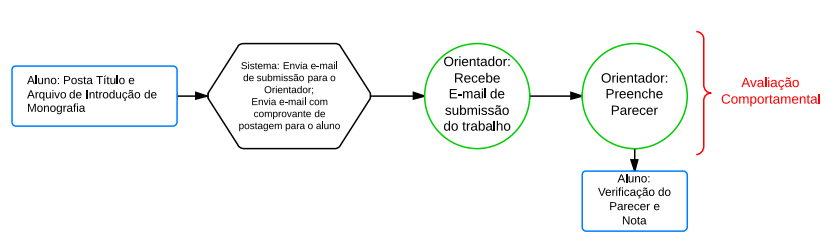 Aluno: Posta Título e
Arquivo de Introdução de
Monografia
Sistema: Envia e-mail
de submissão para o
Orientador;
Envia e-mail com
comprovante de
postagem para o aluno
Orientador:
Recebe
E-mail de
submissão
do trabalho
Orientador:
Preenche
Parecer
Avaliação
Comportamental
Aluno:
Verificação do
Parecer e
Nota